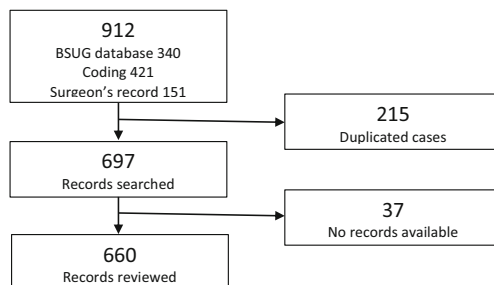 912
BSUG database 340
Coding 421
Surgeon's record 151
215
Duplicated cases
697
Records searched
37
No records available
660
Records reviewed